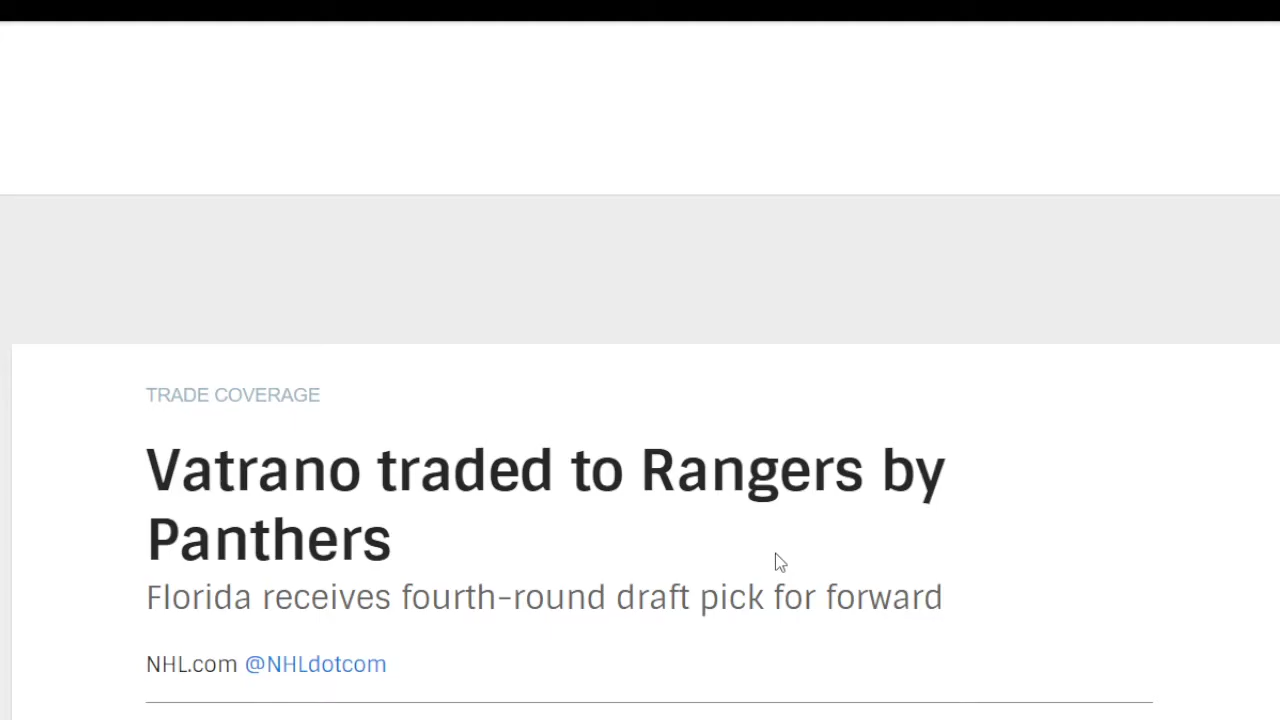 TRADE COVERAGE
Vatrano traded to Rangers by
Panthers
Florida receives fourth-round draft pick for forward
NHL.com @NHLdotcom